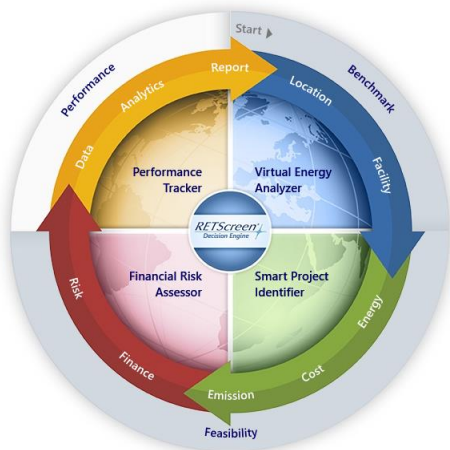 Start
Benchmark
Location
Facility
Virtual Energy
Analyzer
Energy
Cost
Emission
Smart Project
Identifier
Feasibility
Finance
Risk
Financial Risk
Assessor
Performance
Data
Analytics
Report
Performance
Tracker
RETScreen
Decision Engine